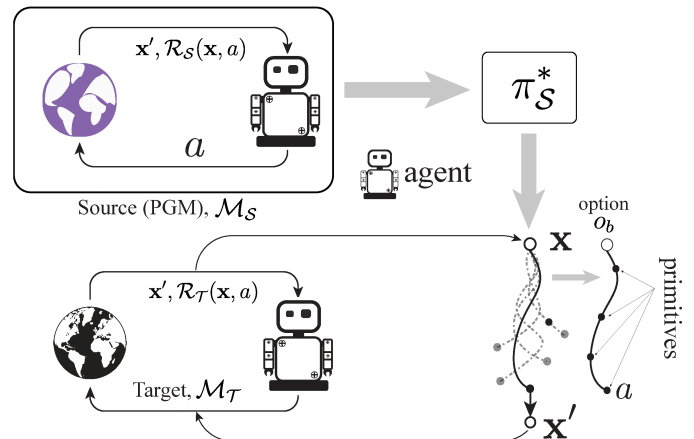 x′, R_S(x, a)
a
Source (PGM), M_S
π*_S
agent
x′, R_T(x, a)
Target, M_T
x
option
o_b
primitives
a
x′